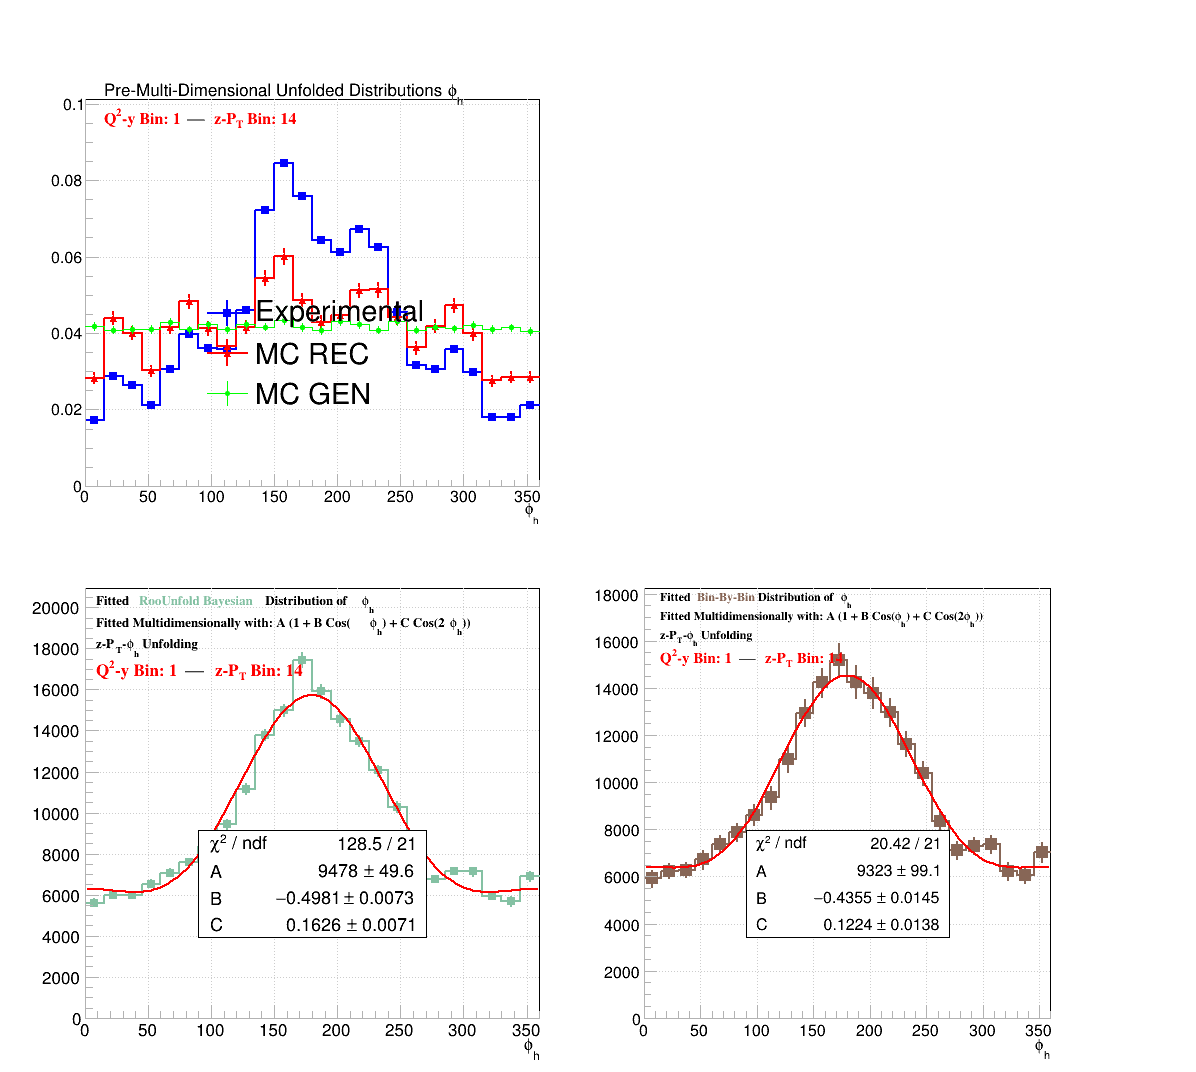 Pre-Multi-Dimensional Unfolded Distributions ϕh
Q²-y Bin: 1 — z-PT Bin: 14
0.1
0.08
0.06
0.04
0.02
0
Experimental
MC REC
MC GEN
0 50 100 150 200 250 300 350
ϕh
Fitted RooUnfold Bayesian Distribution of ϕh
Fitted Multidimensionally with: A (1 + B Cos( ϕh) + C Cos(2 ϕh))
z-PT-ϕh Unfolding
Q²-y Bin: 1 — z-PT Bin: 14
20000
18000
16000
14000
12000
10000
8000
6000
4000
2000
0
χ² / ndf 128.5 / 21
A 9478 ± 49.6
B −0.4981 ± 0.0073
C 0.1626 ± 0.0071
0 50 100 150 200 250 300 350
ϕh
Fitted Bin-By-Bin Distribution of ϕh
Fitted Multidimensionally with: A (1 + B Cos(ϕh) + C Cos(2ϕh))
z-PT-ϕh Unfolding
Q²-y Bin: 1 — z-PT Bin: 14
18000
16000
14000
12000
10000
8000
6000
4000
2000
0
χ² / ndf 20.42 / 21
A 9323 ± 99.1
B −0.4355 ± 0.0145
C 0.1224 ± 0.0138
0 50 100 150 200 250 300 350
ϕh